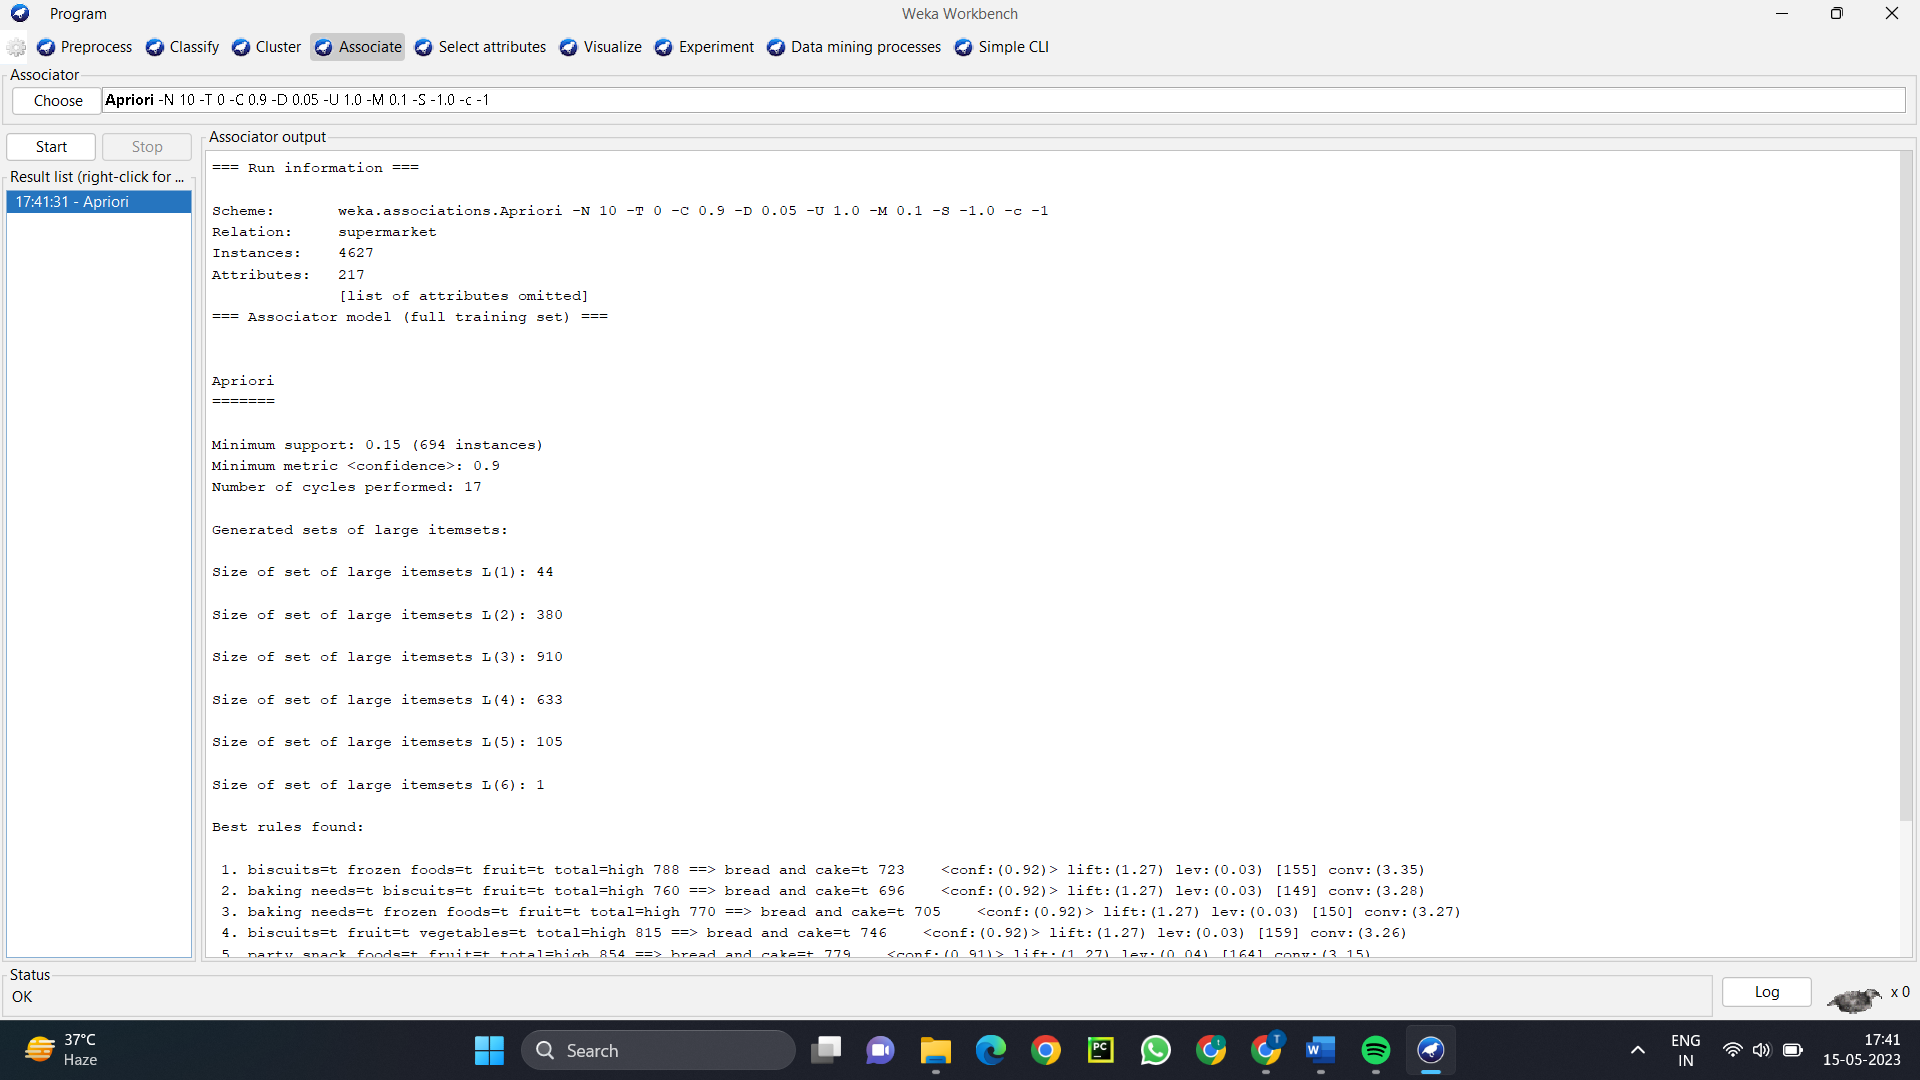 Program
Weka Workbench
Preprocess Classify Cluster Associate Select attributes Visualize Experiment Data mining processes Simple CLI
Associator
Choose Apriori -N 10 -T 0 -C 0.9 -D 0.05 -U 1.0 -M 0.1 -S -1.0 -c -1
Start Stop
Result list (right-click for ...
17:41:31 - Apriori
Associator output
=== Run information ===
Scheme: weka.associations.Apriori -N 10 -T 0 -C 0.9 -D 0.05 -U 1.0 -M 0.1 -S -1.0 -c -1
Relation: supermarket
Instances: 4627
Attributes: 217
[list of attributes omitted]
=== Associator model (full training set) ===
Apriori
=======
Minimum support: 0.15 (694 instances)
Minimum metric <confidence>: 0.9
Number of cycles performed: 17
Generated sets of large itemsets:
Size of set of large itemsets L(1): 44
Size of set of large itemsets L(2): 380
Size of set of large itemsets L(3): 910
Size of set of large itemsets L(4): 633
Size of set of large itemsets L(5): 105
Size of set of large itemsets L(6): 1
Best rules found:
1. biscuits=t frozen foods=t fruit=t total=high 788 ==> bread and cake=t 723 <conf:(0.92)> lift:(1.27) lev:(0.03) [155] conv:(3.35)
2. baking needs=t biscuits=t fruit=t total=high 760 ==> bread and cake=t 696 <conf:(0.92)> lift:(1.27) lev:(0.03) [149] conv:(3.28)
3. baking needs=t frozen foods=t fruit=t total=high 770 ==> bread and cake=t 705 <conf:(0.92)> lift:(1.27) lev:(0.03) [150] conv:(3.27)
4. biscuits=t fruit=t vegetables=t total=high 815 ==> bread and cake=t 746 <conf:(0.92)> lift:(1.27) lev:(0.03) [159] conv:(3.26)
5. party snack foods=t fruit=t total=high 854 ==> bread and cake=t 779 <conf:(0.91)> lift:(1.27) lev:(0.04) [164] conv:(3.15)
Status
OK
Log
x 0
37°C
Haze
Search
PC
t
T
W
ENG
IN
17:41
15-05-2023